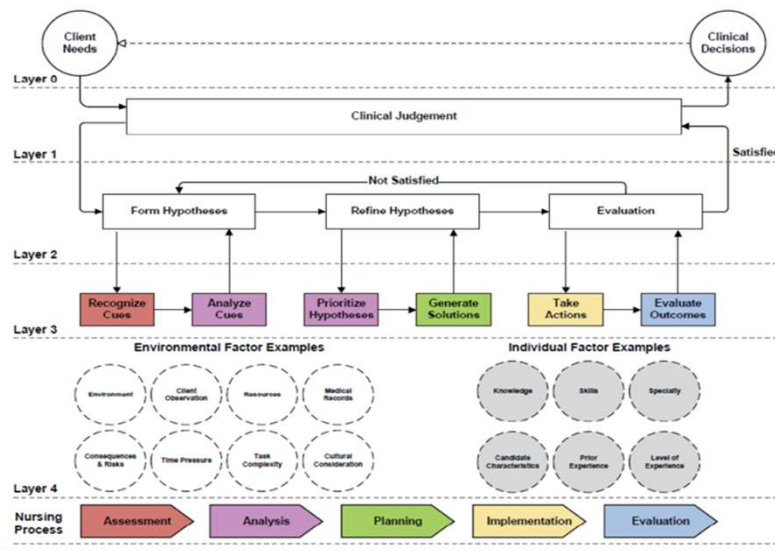 Client
Needs
Clinical
Decisions
Layer 0
Clinical Judgement
Layer 1
Satisfied
Not Satisfied
Form Hypotheses
Refine Hypotheses
Evaluation
Layer 2
Recognize
Cues
Analyze
Cues
Prioritize
Hypotheses
Generate
Solutions
Take
Actions
Evaluate
Outcomes
Layer 3
Environmental Factor Examples
Individual Factor Examples
Environment
Client
Observation
Resources
Medical
Records
Knowledge
Skills
Specialty
Consequences
& Risks
Time Pressure
Task
Complexity
Cultural
Consideration
Candidate
Characteristics
Prior
Experience
Level of
Experience
Layer 4
Nursing
Process
Assessment
Analysis
Planning
Implementation
Evaluation